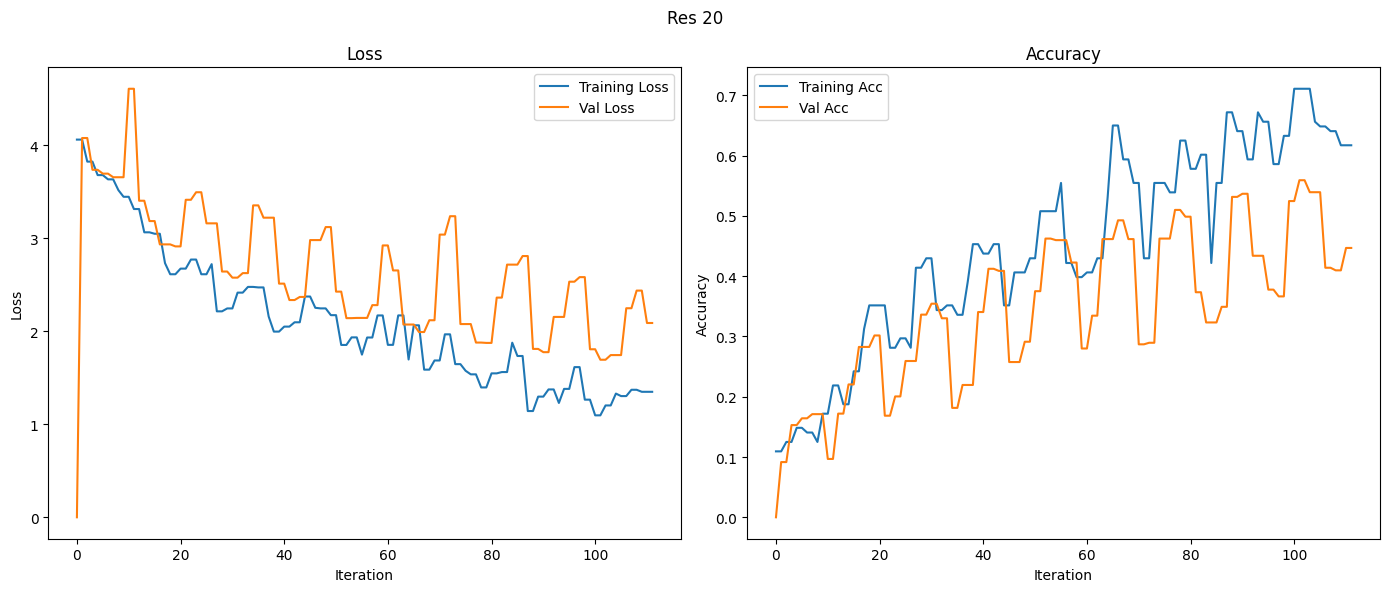 Res 20
Loss
Training Loss
Val Loss
Loss
4
3
2
1
0
0 20 40 60 80 100
Iteration
Accuracy
Training Acc
Val Acc
Accuracy
0.7
0.6
0.5
0.4
0.3
0.2
0.1
0.0
0 20 40 60 80 100
Iteration